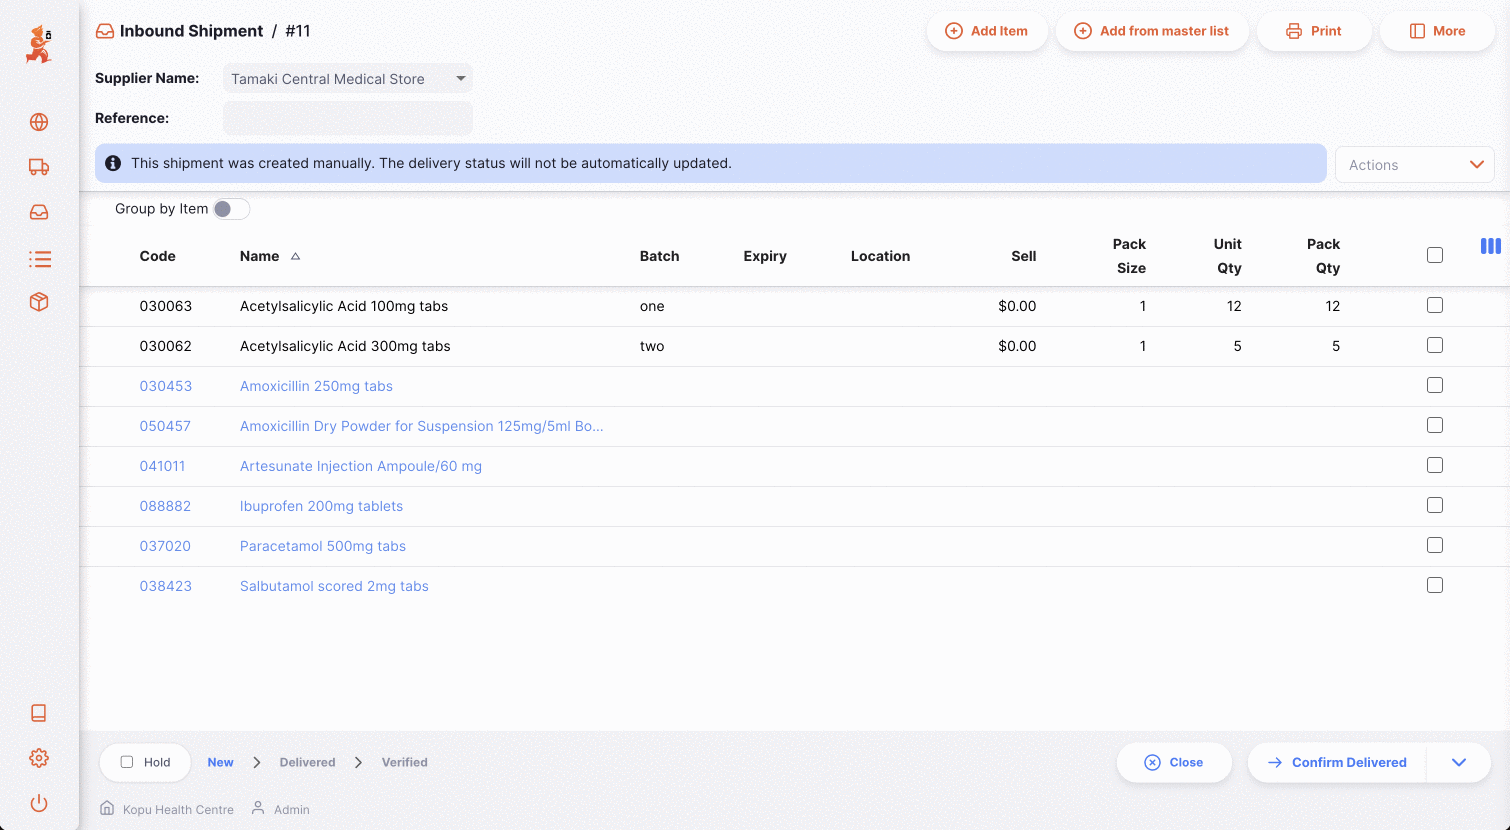 Inbound Shipment / #11
Add Item
Add from master list
Print
More
Supplier Name: Tamaki Central Medical Store
Reference:
This shipment was created manually. The delivery status will not be automatically updated.
Actions
Group by Item
Code Name Batch Expiry Location Sell Pack Size Unit Qty Pack Qty
030063 Acetylsalicylic Acid 100mg tabs one $0.00 1 12 12
030062 Acetylsalicylic Acid 300mg tabs two $0.00 1 5 5
030453 Amoxicillin 250mg tabs
050457 Amoxicillin Dry Powder for Suspension 125mg/5ml Bo...
041011 Artesunate Injection Ampoule/60 mg
088882 Ibuprofen 200mg tablets
037020 Paracetamol 500mg tabs
038423 Salbutamol scored 2mg tabs
Hold New Delivered Verified Close Confirm Delivered
Kopu Health Centre Admin